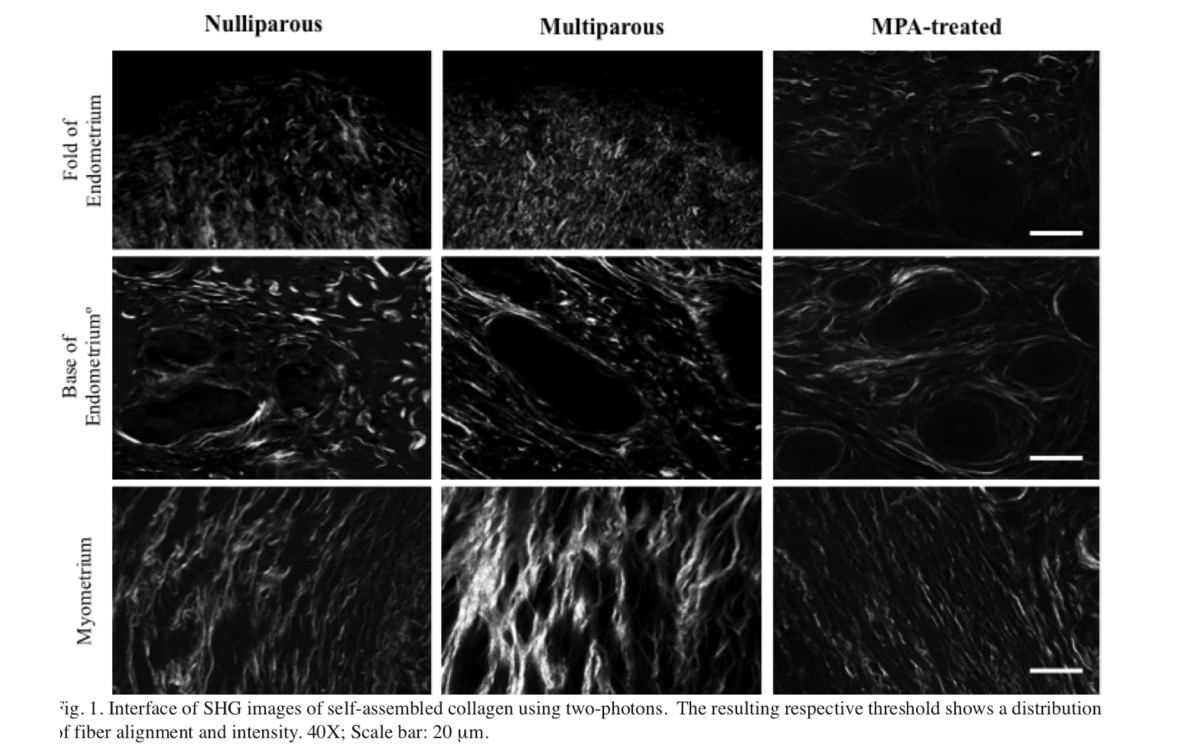 Nulliparous Multiparous MPA-treated
Fold of
Endometrium
Base of
Endometriumº
Myometrium
Fig. 1. Interface of SHG images of self-assembled collagen using two-photons. The resulting respective threshold shows a distribution
of fiber alignment and intensity. 40X; Scale bar: 20 µm.